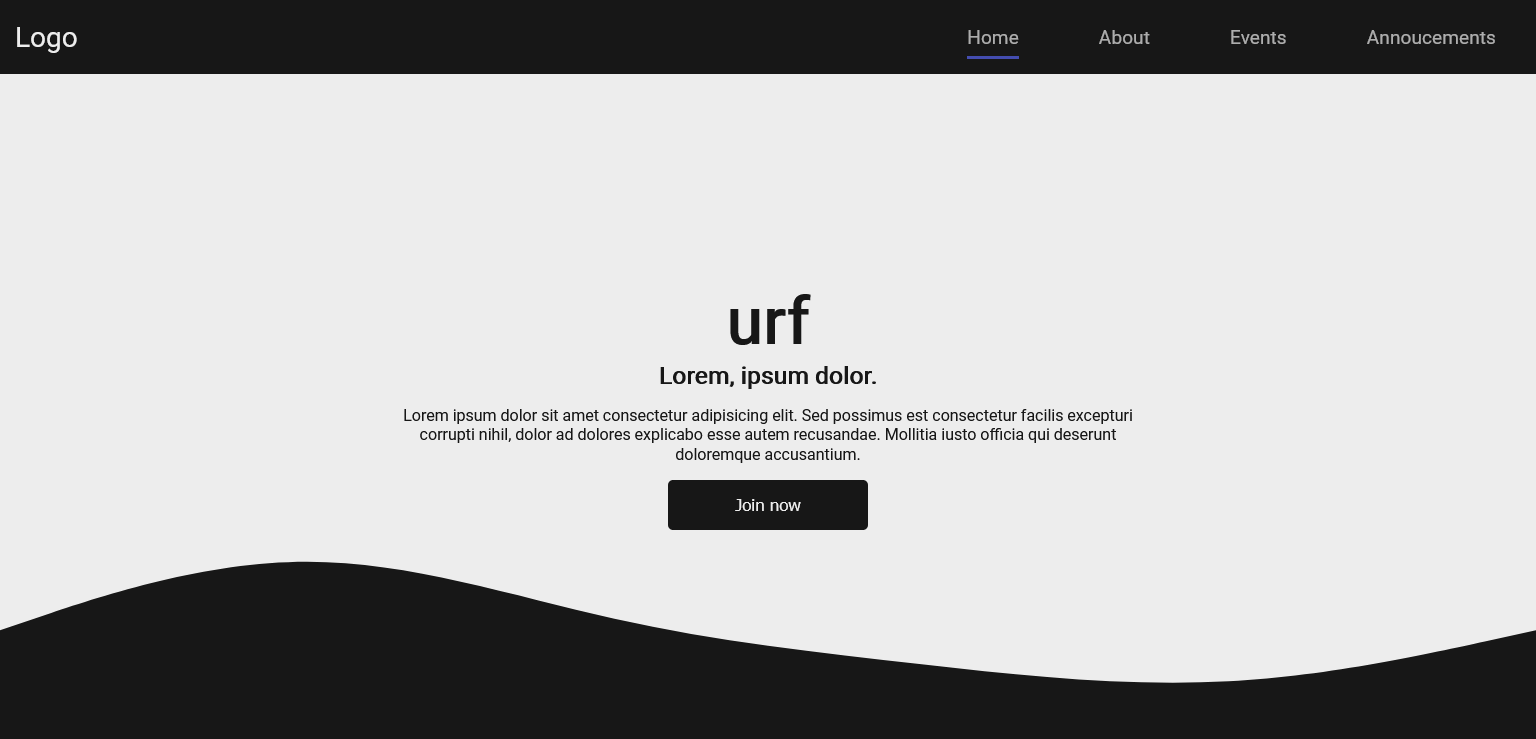 Logo
Home
About
Events
Annoucements
urf
Lorem, ipsum dolor.
Lorem ipsum dolor sit amet consectetur adipisicing elit. Sed possimus est consectetur facilis excepturi
corrupti nihil, dolor ad dolores explicabo esse autem recusandae. Mollitia iusto officia qui deserunt
doloremque accusantium.
Join now